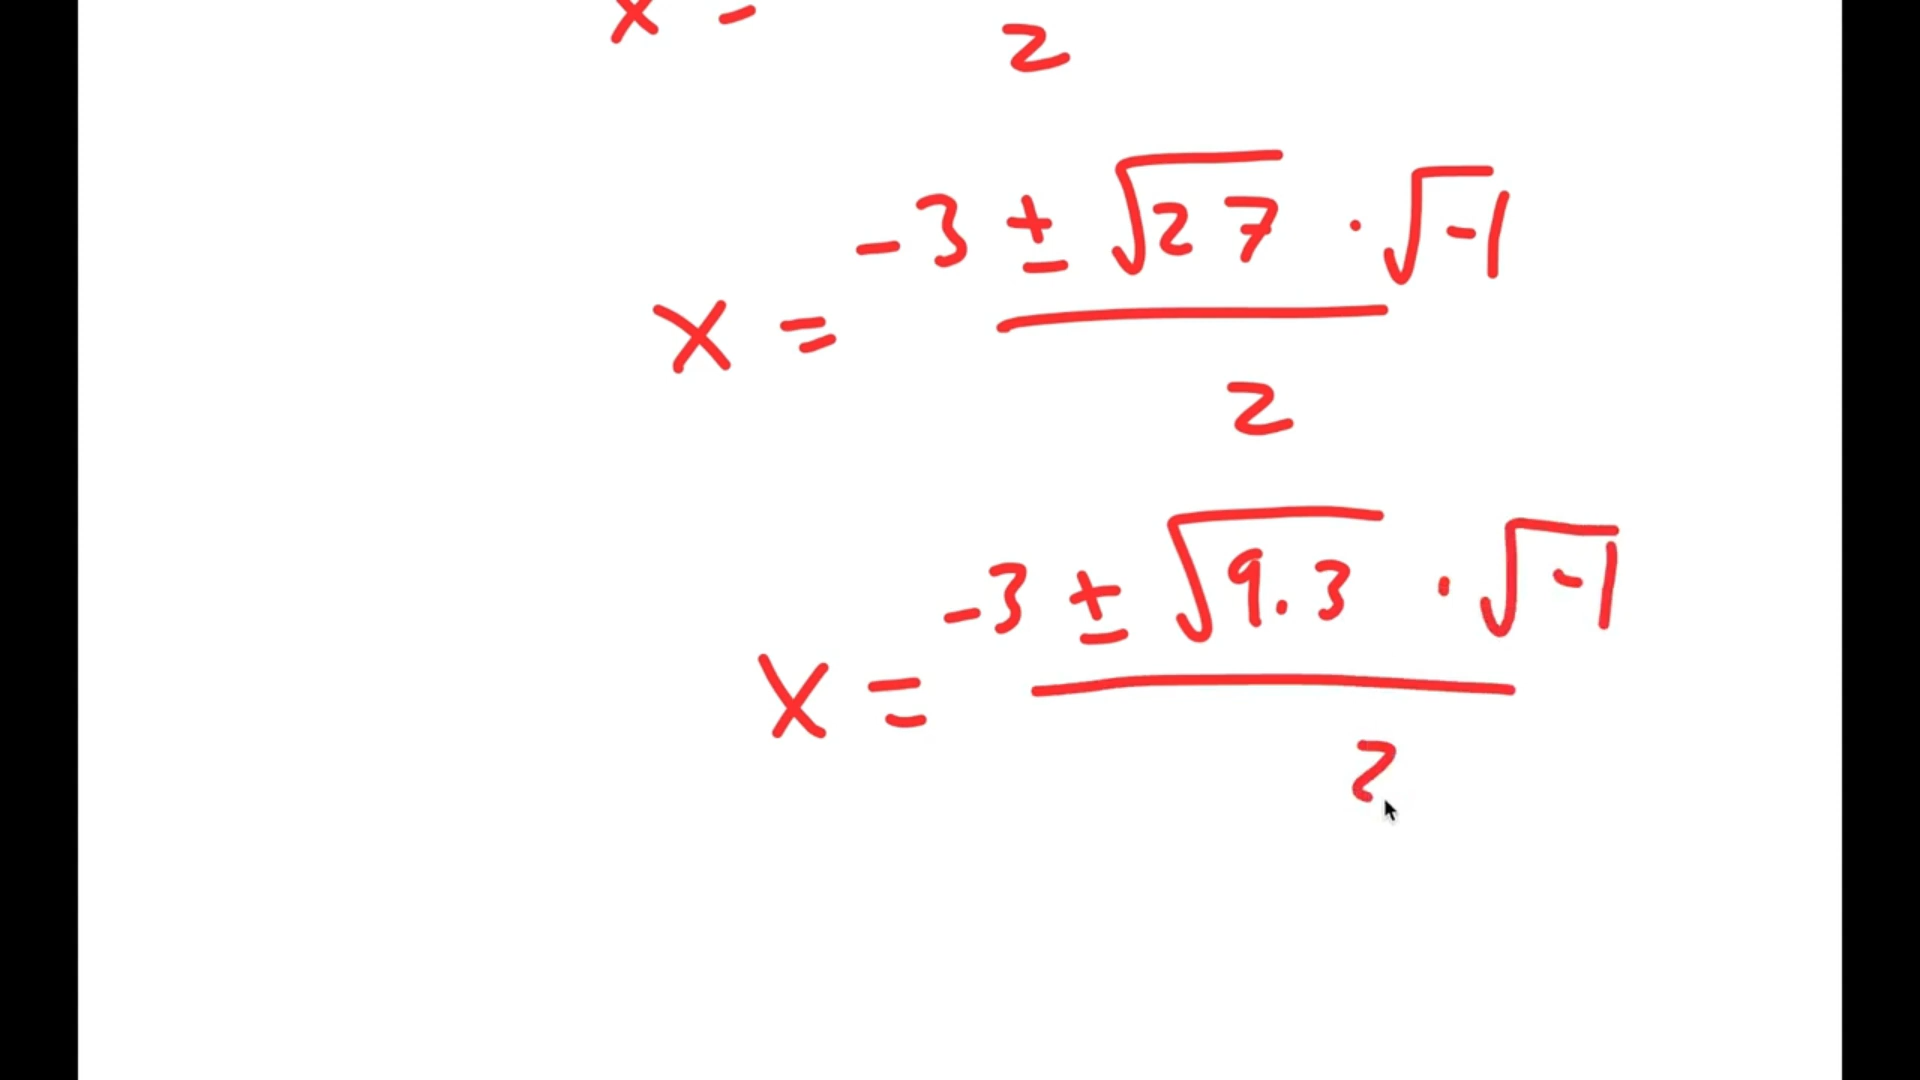 x =
2
-3 ± √27 · √-1
x =
2
-3 ± √9.3 · √-1
x =
2